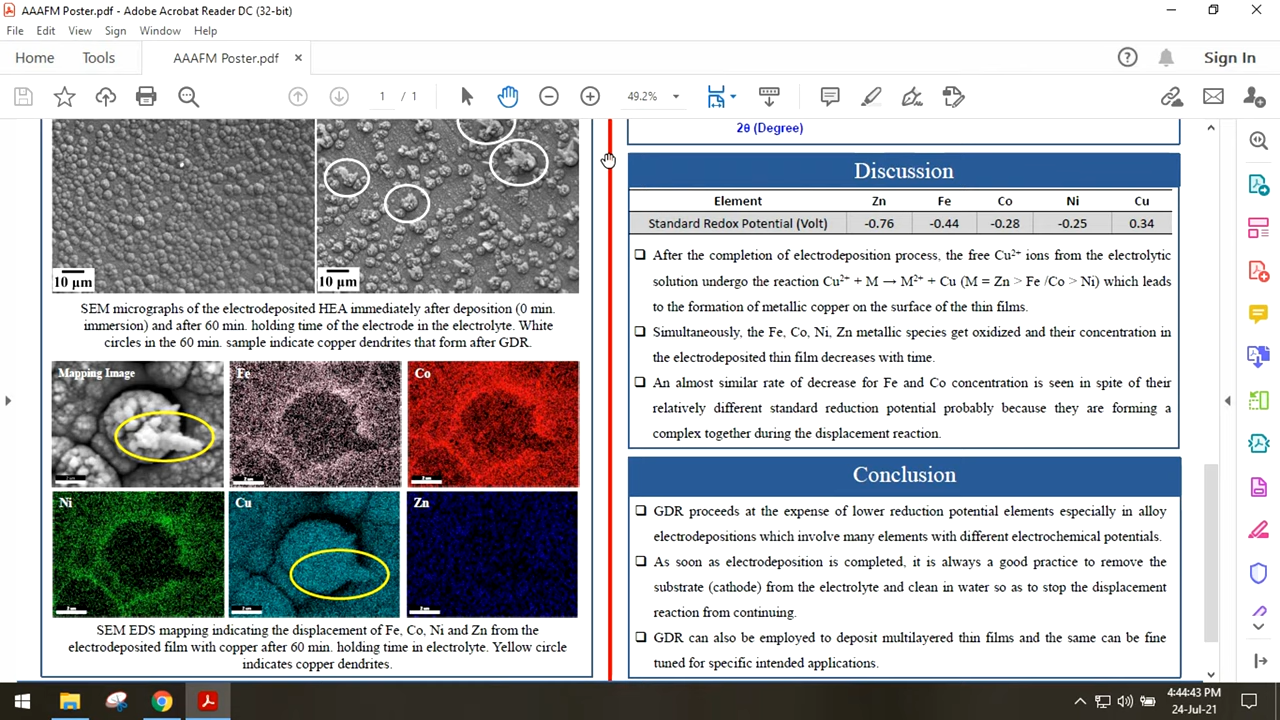 AAAFM Poster.pdf - Adobe Acrobat Reader DC (32-bit)
File Edit View Sign Window Help
Home Tools AAAFM Poster.pdf × Sign In
1 / 1 49.2%
10 µm
10 µm
SEM micrographs of the electrodeposited HEA immediately after deposition (0 min.
immersion) and after 60 min. holding time of the electrode in the electrolyte. White
circles in the 60 min. sample indicate copper dendrites that form after GDR.
Mapping Image
Fe
Co
Ni
Cu
Zn
SEM EDS mapping indicating the displacement of Fe, Co, Ni and Zn from the
electrodeposited film with copper after 60 min. holding time in electrolyte. Yellow circle
indicates copper dendrites.
2θ (Degree)
Discussion
Element Zn Fe Co Ni Cu
Standard Redox Potential (Volt) -0.76 -0.44 -0.28 -0.25 0.34
❑ After the completion of electrodeposition process, the free Cu²⁺ ions from the electrolytic
solution undergo the reaction Cu²⁺ + M → M²⁺ + Cu (M = Zn > Fe /Co > Ni) which leads
to the formation of metallic copper on the surface of the thin films.
❑ Simultaneously, the Fe, Co, Ni, Zn metallic species get oxidized and their concentration in
the electrodeposited thin film decreases with time.
❑ An almost similar rate of decrease for Fe and Co concentration is seen in spite of their
relatively different standard reduction potential probably because they are forming a
complex together during the displacement reaction.
Conclusion
❑ GDR proceeds at the expense of lower reduction potential elements especially in alloy
electrodepositions which involve many elements with different electrochemical potentials.
❑ As soon as electrodeposition is completed, it is always a good practice to remove the
substrate (cathode) from the electrolyte and clean in water so as to stop the displacement
reaction from continuing.
❑ GDR can also be employed to deposit multilayered thin films and the same can be fine
tuned for specific intended applications.
4:44:43 PM
24-Jul-21